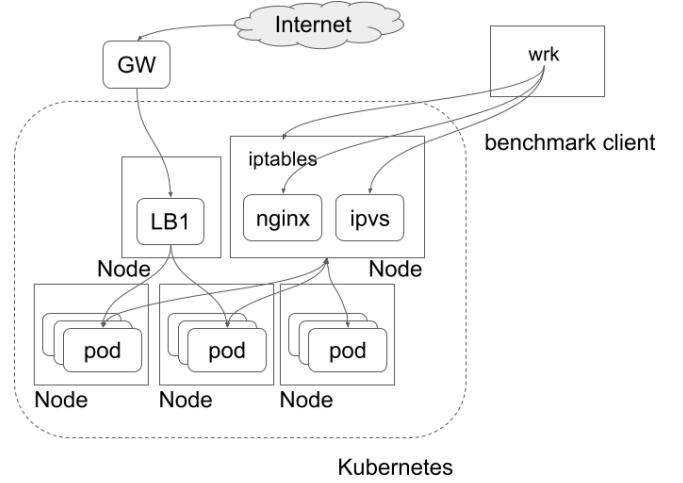 Internet
GW
wrk
benchmark client
iptables
nginx
ipvs
LB1
Node
Node
pod
pod
pod
Node
Node
Node
Kubernetes